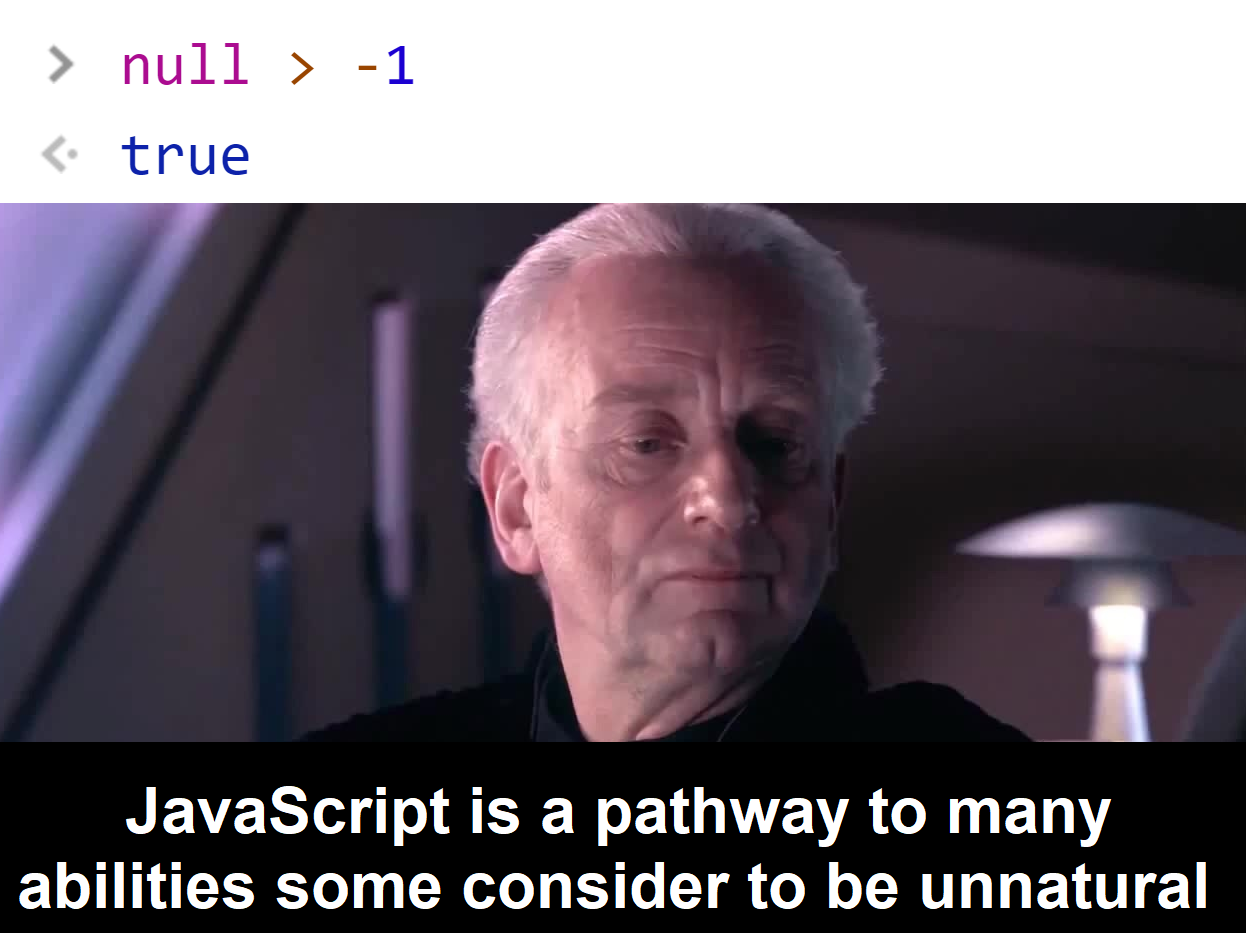 > null > -1
<· true
JavaScript is a pathway to many
abilities some consider to be unnatural